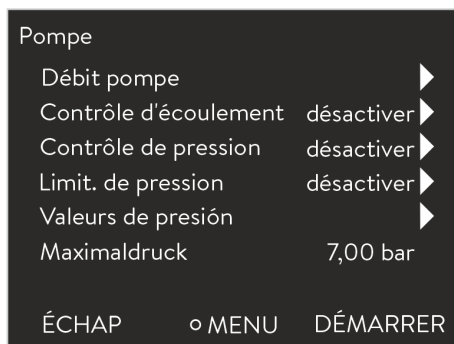 Pompe
Débit pompe
Contrôle d'écoulement désactiver
Contrôle de pression désactiver
Limit. de pression désactiver
Valeurs de presión
Maximaldruck 7,00 bar
ÉCHAP MENU DÉMARRER